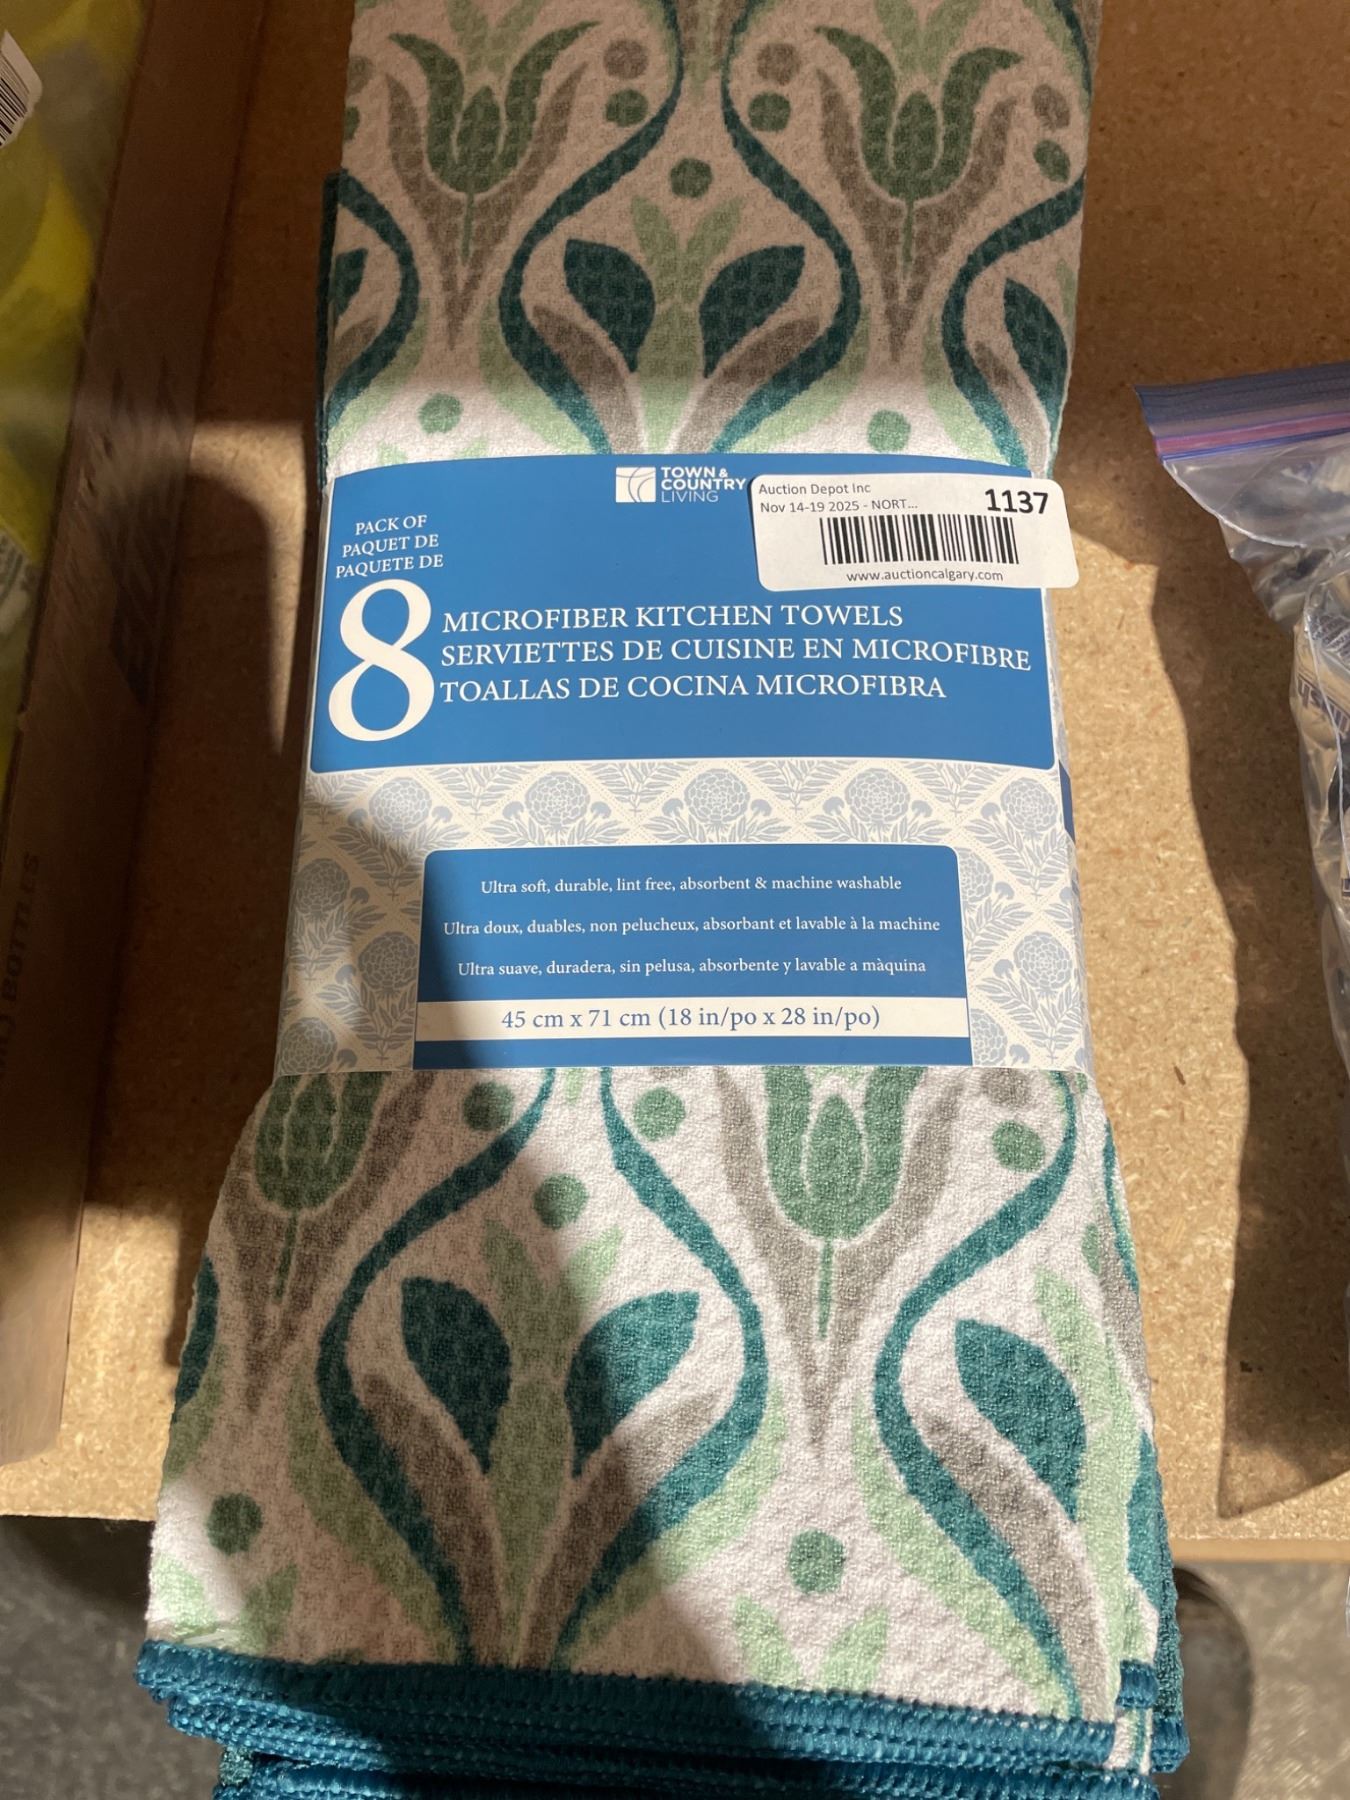 TOWN &
COUNTRY
LIVING
Auction Depot Inc
Nov 14-19 2025 - NORT...
1137
www.auctioncalgary.com
PACK OF
PAQUET DE
PAQUETE DE
8
MICROFIBER KITCHEN TOWELS
SERVIETTES DE CUISINE EN MICROFIBRE
TOALLAS DE COCINA MICROFIBRA
Ultra soft, durable, lint free, absorbent & machine washable
Ultra doux, duables, non pelucheux, absorbant et lavable à la machine
Ultra suave, duradera, sin pelusa, absorbente y lavable a màquina
45 cm x 71 cm (18 in/po x 28 in/po)
BOTTLES